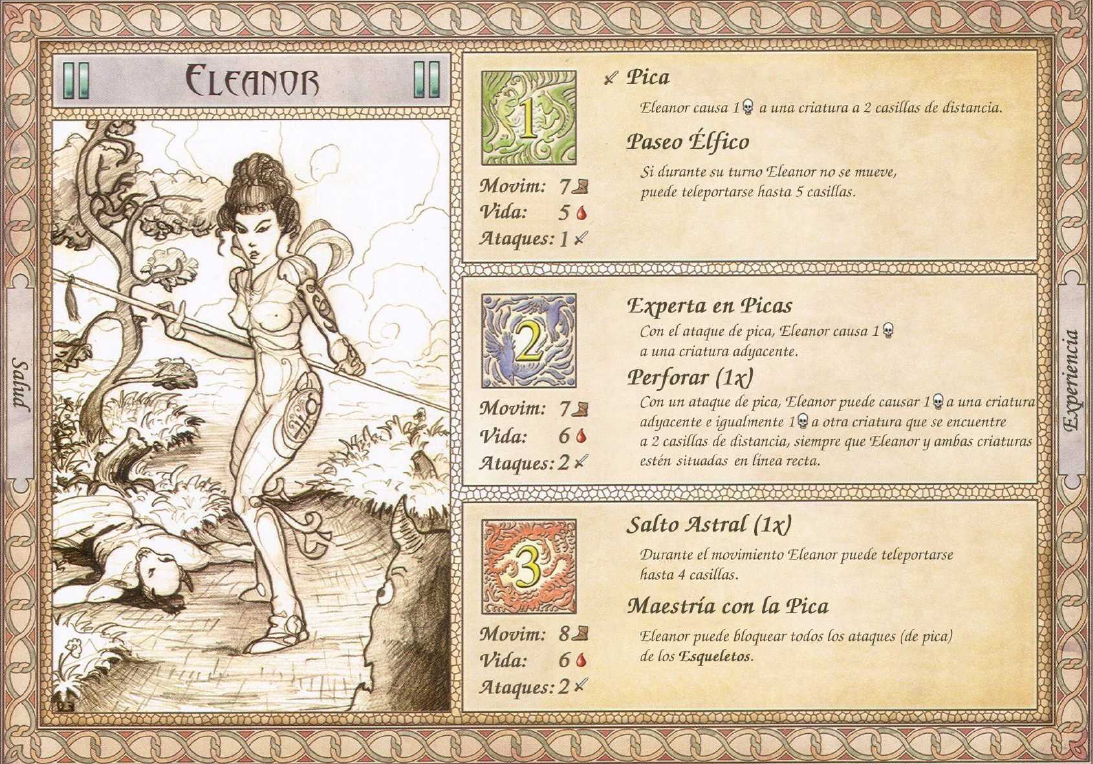 ELEANOR
Salud
1
Movim: 7
Vida: 5
Ataques: 1
Pica
Eleanor causa 1 a una criatura a 2 casillas de distancia.
Paseo Élfico
Si durante su turno Eleanor no se mueve,
puede teleportarse hasta 5 casillas.
2
Movim: 7
Vida: 6
Ataques: 2
Experta en Picas
Con el ataque de pica, Eleanor causa 1
a una criatura adyacente.
Perforar (1x)
Con un ataque de pica, Eleanor puede causar 1 a una criatura
adyacente e igualmente 1 a otra criatura que se encuentre
a 2 casillas de distancia, siempre que Eleanor y ambas criaturas
estén situadas en línea recta.
3
Movim: 8
Vida: 6
Ataques: 2
Salto Astral (1x)
Durante el movimiento Eleanor puede teleportarse
hasta 4 casillas.
Maestría con la Pica
Eleanor puede bloquear todos los ataques (de pica)
de los Esqueletos.
Experiencia